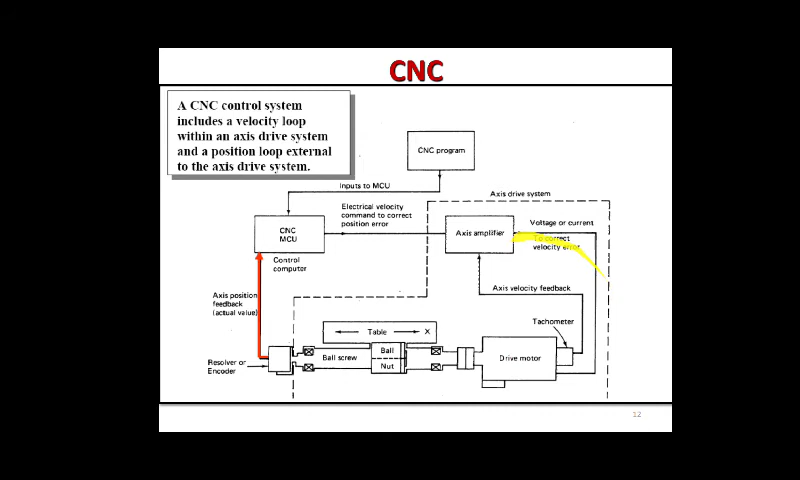 CNC
A CNC control system
includes a velocity loop
within an axis drive system
and a position loop external
to the axis drive system.
CNC program
Inputs to MCU
Axis drive system
Electrical velocity
command to correct
position error
CNC
MCU
Axis amplifier
Voltage or current
To correct
velocity error
Control
computer
Axis velocity feedback
Axis position
feedback
(actual value)
Tachometer
Table
X
Ball screw
Ball
Nut
Drive motor
Resolver or
Encoder
12